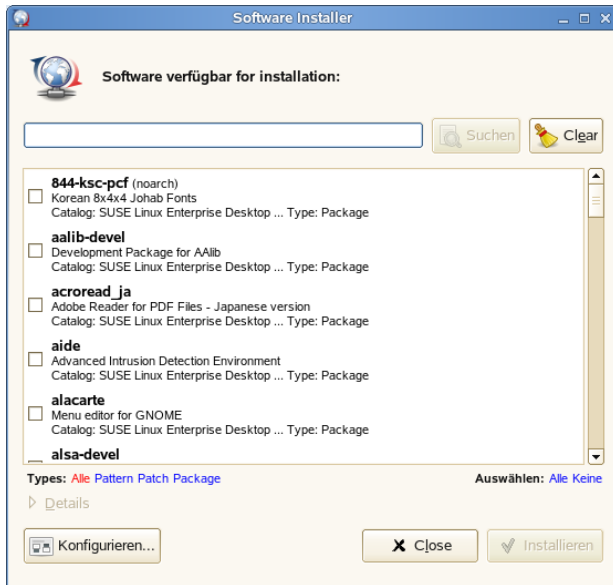 Software Installer
Software verfügbar for installation:
Suchen
Clear
844-ksc-pcf (noarch)
Korean 8x4x4 Johab Fonts
Catalog: SUSE Linux Enterprise Desktop ... Type: Package
aalib-devel
Development Package for AAlib
Catalog: SUSE Linux Enterprise Desktop ... Type: Package
acroread_ja
Adobe Reader for PDF Files - Japanese version
Catalog: SUSE Linux Enterprise Desktop ... Type: Package
aide
Advanced Intrusion Detection Environment
Catalog: SUSE Linux Enterprise Desktop ... Type: Package
alacarte
Menu editor for GNOME
Catalog: SUSE Linux Enterprise Desktop ... Type: Package
alsa-devel
Types: Alle Pattern Patch Package
Auswählen: Alle Keine
Details
Konfigurieren...
Close
Installieren